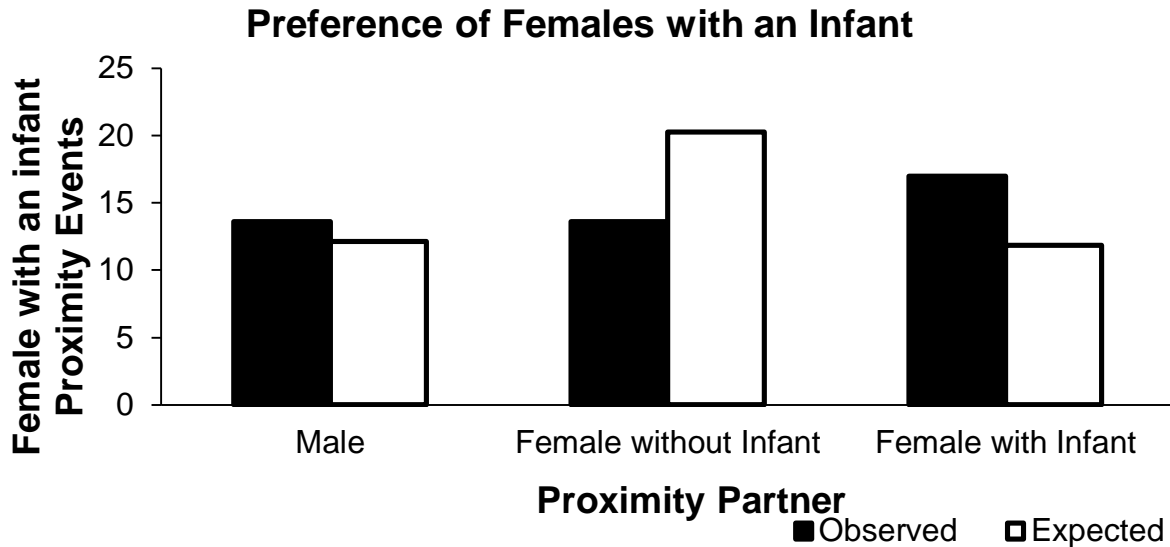 Preference of Females with an Infant
Female with an infant
Proximity Events
25
20
15
10
5
0
Male
Female without Infant
Female with Infant
Proximity Partner
Observed
Expected